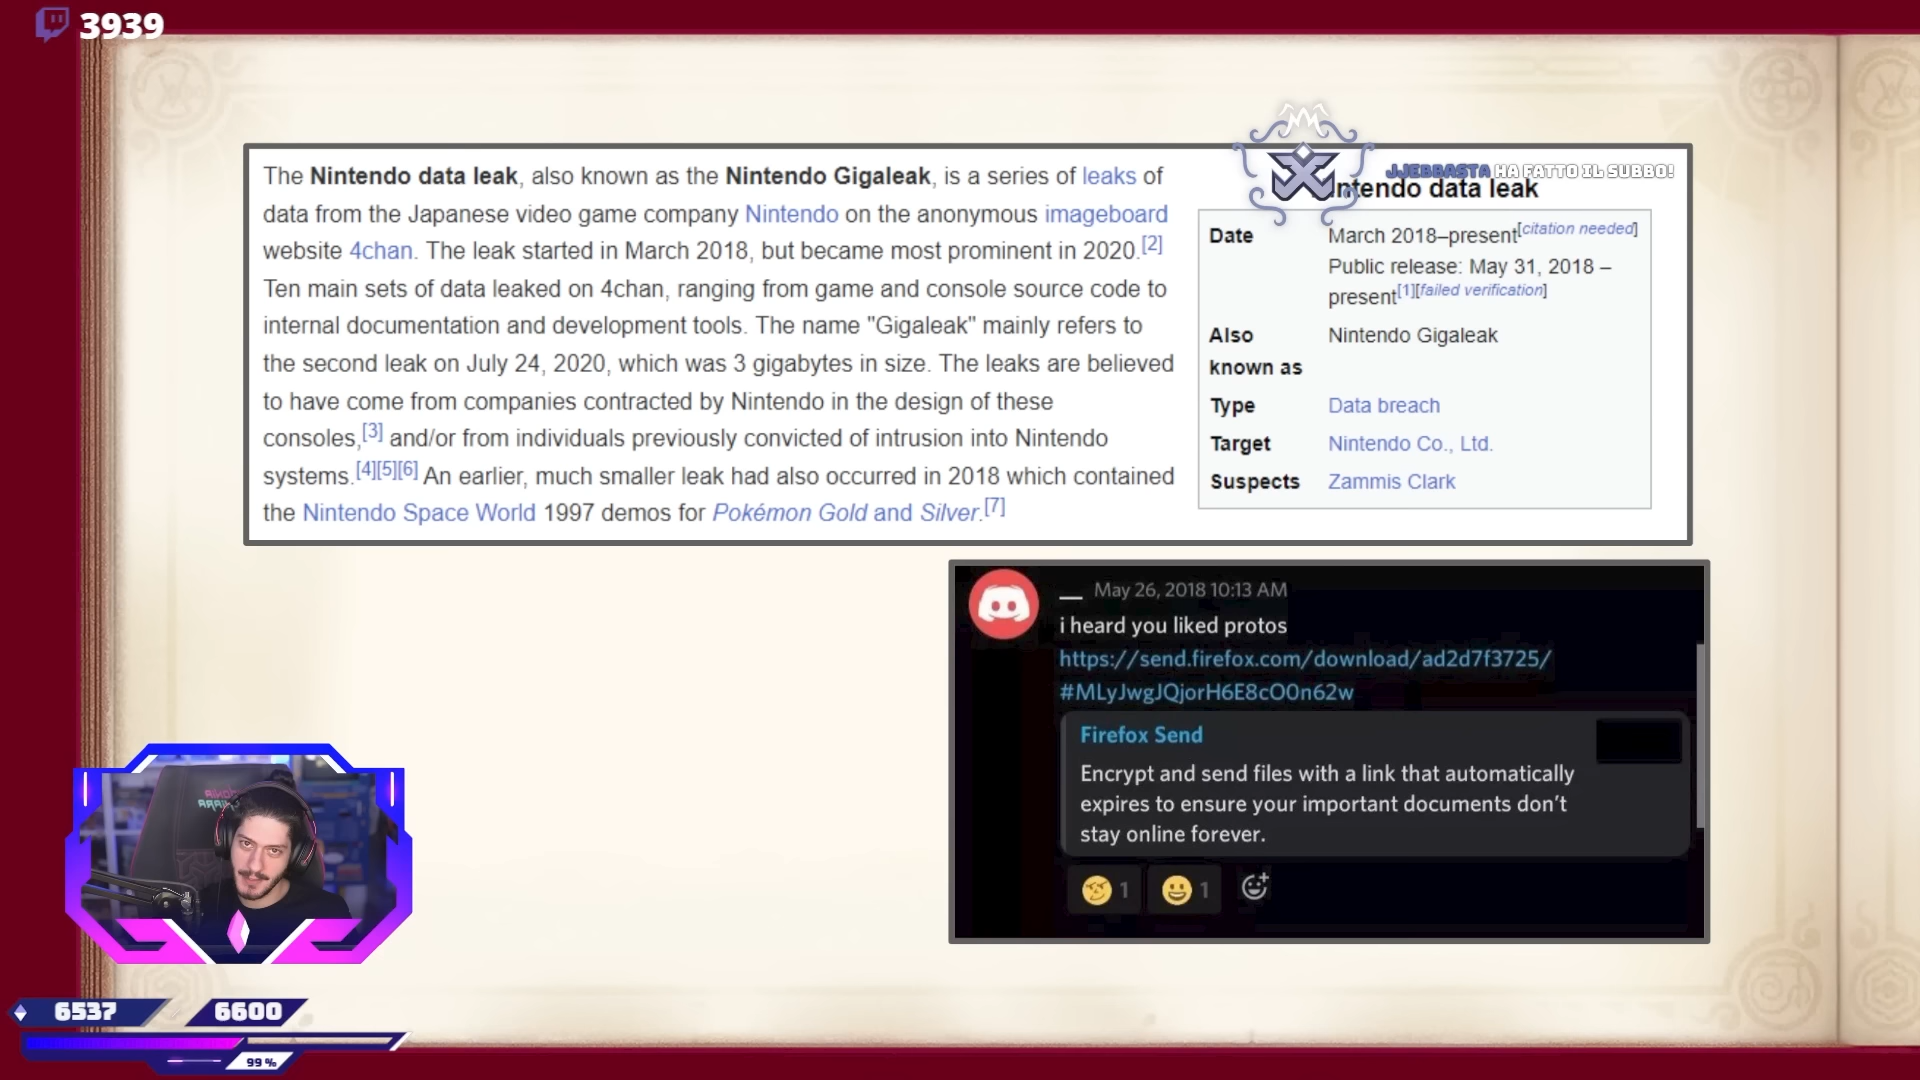 3939
The Nintendo data leak, also known as the Nintendo Gigaleak, is a series of leaks of
data from the Japanese video game company Nintendo on the anonymous imageboard
website 4chan. The leak started in March 2018, but became most prominent in 2020.[2]
Ten main sets of data leaked on 4chan, ranging from game and console source code to
internal documentation and development tools. The name "Gigaleak" mainly refers to
the second leak on July 24, 2020, which was 3 gigabytes in size. The leaks are believed
to have come from companies contracted by Nintendo in the design of these
consoles,[3] and/or from individuals previously convicted of intrusion into Nintendo
systems.[4][5][6] An earlier, much smaller leak had also occurred in 2018 which contained
the Nintendo Space World 1997 demos for Pokémon Gold and Silver.[7]
JJEBBASTA HA FATTO IL SUBBO!
ntendo data leak
Date March 2018–present[citation needed]
Public release: May 31, 2018 –
present[1][failed verification]
Also Nintendo Gigaleak
known as
Type Data breach
Target Nintendo Co., Ltd.
Suspects Zammis Clark
__ May 26, 2018 10:13 AM
i heard you liked protos
https://send.firefox.com/download/ad2d7f3725/
#MLyJwgJQjorH6E8cO0n62w
Firefox Send
Encrypt and send files with a link that automatically
expires to ensure your important documents don't
stay online forever.
1 1
6537 6600
99 %